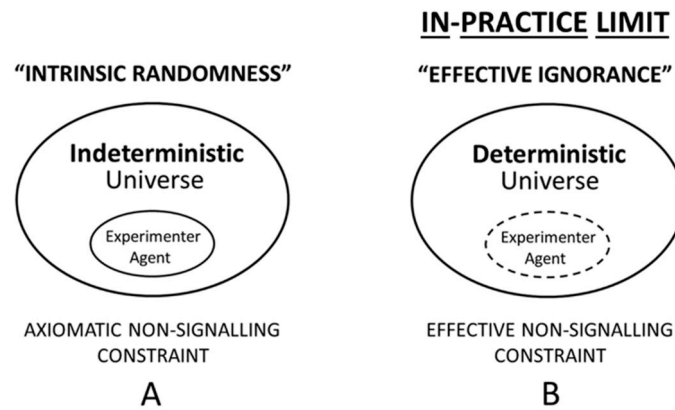 IN-PRACTICE LIMIT
“INTRINSIC RANDOMNESS”
“EFFECTIVE IGNORANCE”
Indeterministic
Universe
Experimenter
Agent
Deterministic
Universe
Experimenter
Agent
AXIOMATIC NON-SIGNALLING
CONSTRAINT
EFFECTIVE NON-SIGNALLING
CONSTRAINT
A
B